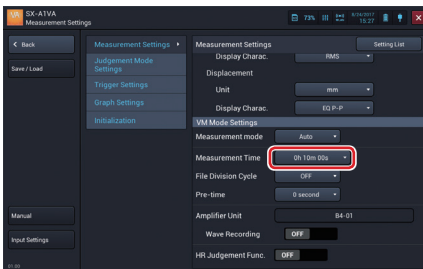 SX-A1VA
Measurement Settings
73%
8/14/2017
15:27
Back
Measurement Settings
Measurement Settings
Setting List
Save / Load
Judgement Mode
Settings
Trigger Settings
Graph Settings
Initialization
Display Charac.
RMS
Displacement
Unit
mm
Display Charac.
EQ P-P
VM Mode Settings
Measurement mode
Auto
Measurement Time
0h 10m 00s
File Division Cycle
OFF
Pre-time
0 second
Manual
Amplifier Unit
B4-01
Wave Recording
OFF
Input Settings
HR Judgement Func.
OFF